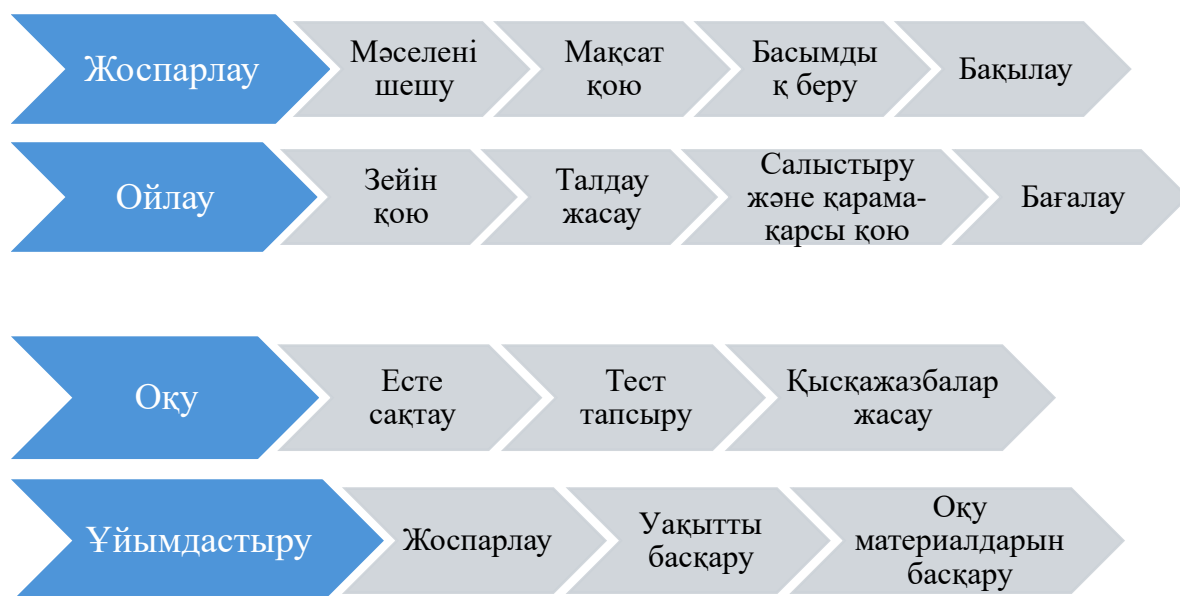 Жоспарлау
Мәселені
шешу
Мақсат
қою
Басымды
қ беру
Бақылау
Ойлау
Зейін
қою
Талдау
жасау
Салыстыру
және қарама-
қарсы қою
Бағалау
Оқу
Есте
сақтау
Тест
тапсыру
Қысқажазбалар
жасау
Ұйымдастыру
Жоспарлау
Уақытты
басқару
Оқу
материалдарын
басқару